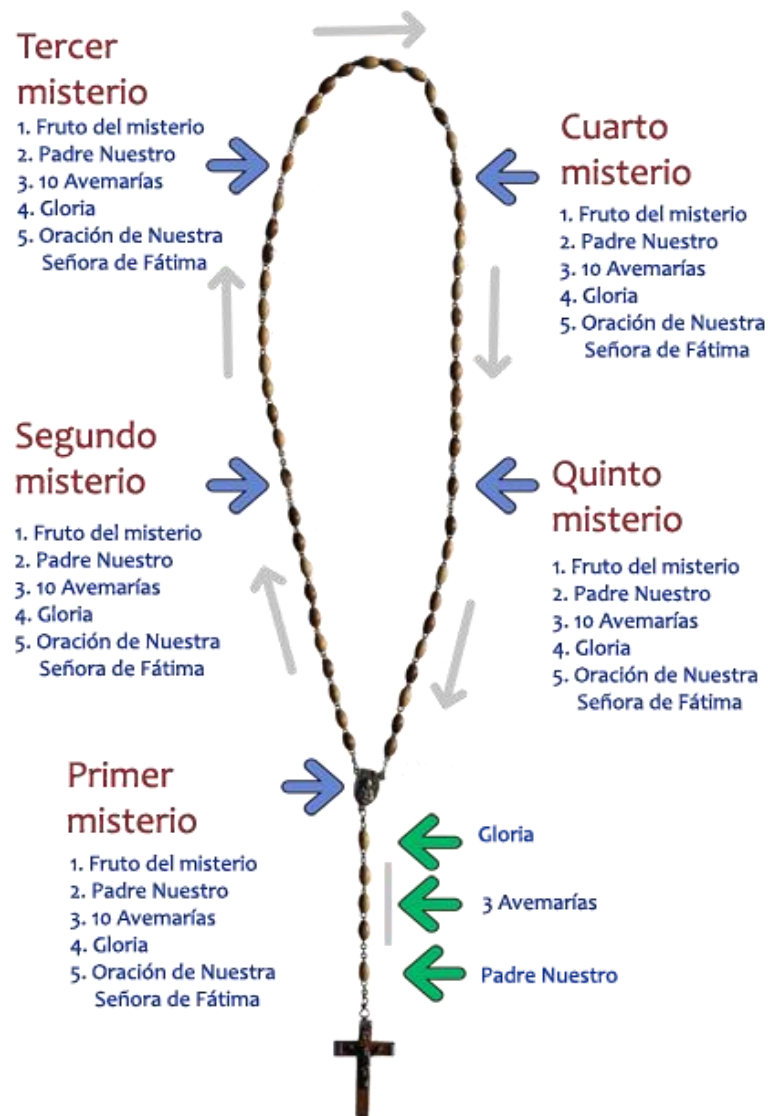 Tercer
misterio
1. Fruto del misterio
2. Padre Nuestro
3. 10 Avemarías
4. Gloria
5. Oración de Nuestra
Señora de Fátima
Cuarto
misterio
1. Fruto del misterio
2. Padre Nuestro
3. 10 Avemarías
4. Gloria
5. Oración de Nuestra
Señora de Fátima
Segundo
misterio
1. Fruto del misterio
2. Padre Nuestro
3. 10 Avemarías
4. Gloria
5. Oración de Nuestra
Señora de Fátima
Quinto
misterio
1. Fruto del misterio
2. Padre Nuestro
3. 10 Avemarías
4. Gloria
5. Oración de Nuestra
Señora de Fátima
Primer
misterio
1. Fruto del misterio
2. Padre Nuestro
3. 10 Avemarías
4. Gloria
5. Oración de Nuestra
Señora de Fátima
Gloria
3 Avemarías
Padre Nuestro